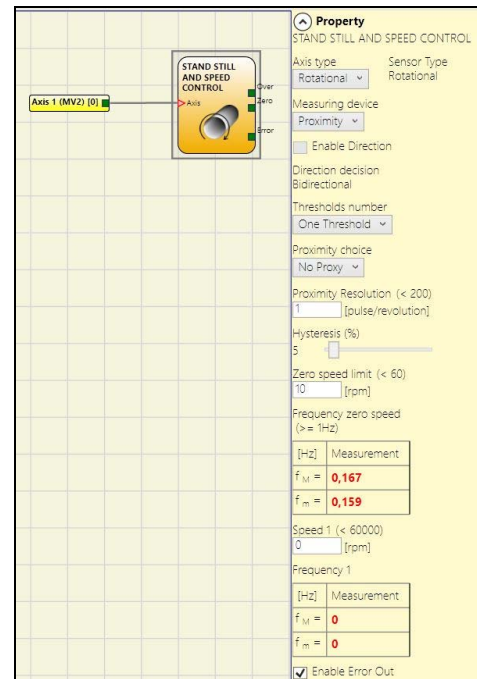 Axis 1 (MV2) [0]
STAND STILL
AND SPEED
CONTROL
Axis
Over
Zero
Error
Property
STAND STILL AND SPEED CONTROL
Axis type
Sensor Type
Rotational
Rotational
Measuring device
Proximity
Enable Direction
Direction decision
Bidirectional
Thresholds number
One Threshold
Proximity choice
No Proxy
Proximity Resolution (< 200)
1 [pulse/revolution]
Hysteresis (%)
5
Zero speed limit (< 60)
10 [rpm]
Frequency zero speed
(>= 1Hz)
[Hz] Measurement
f M = 0,167
f m = 0,159
Speed 1 (< 60000)
0 [rpm]
Frequency 1
[Hz] Measurement
f M = 0
f m = 0
Enable Error Out